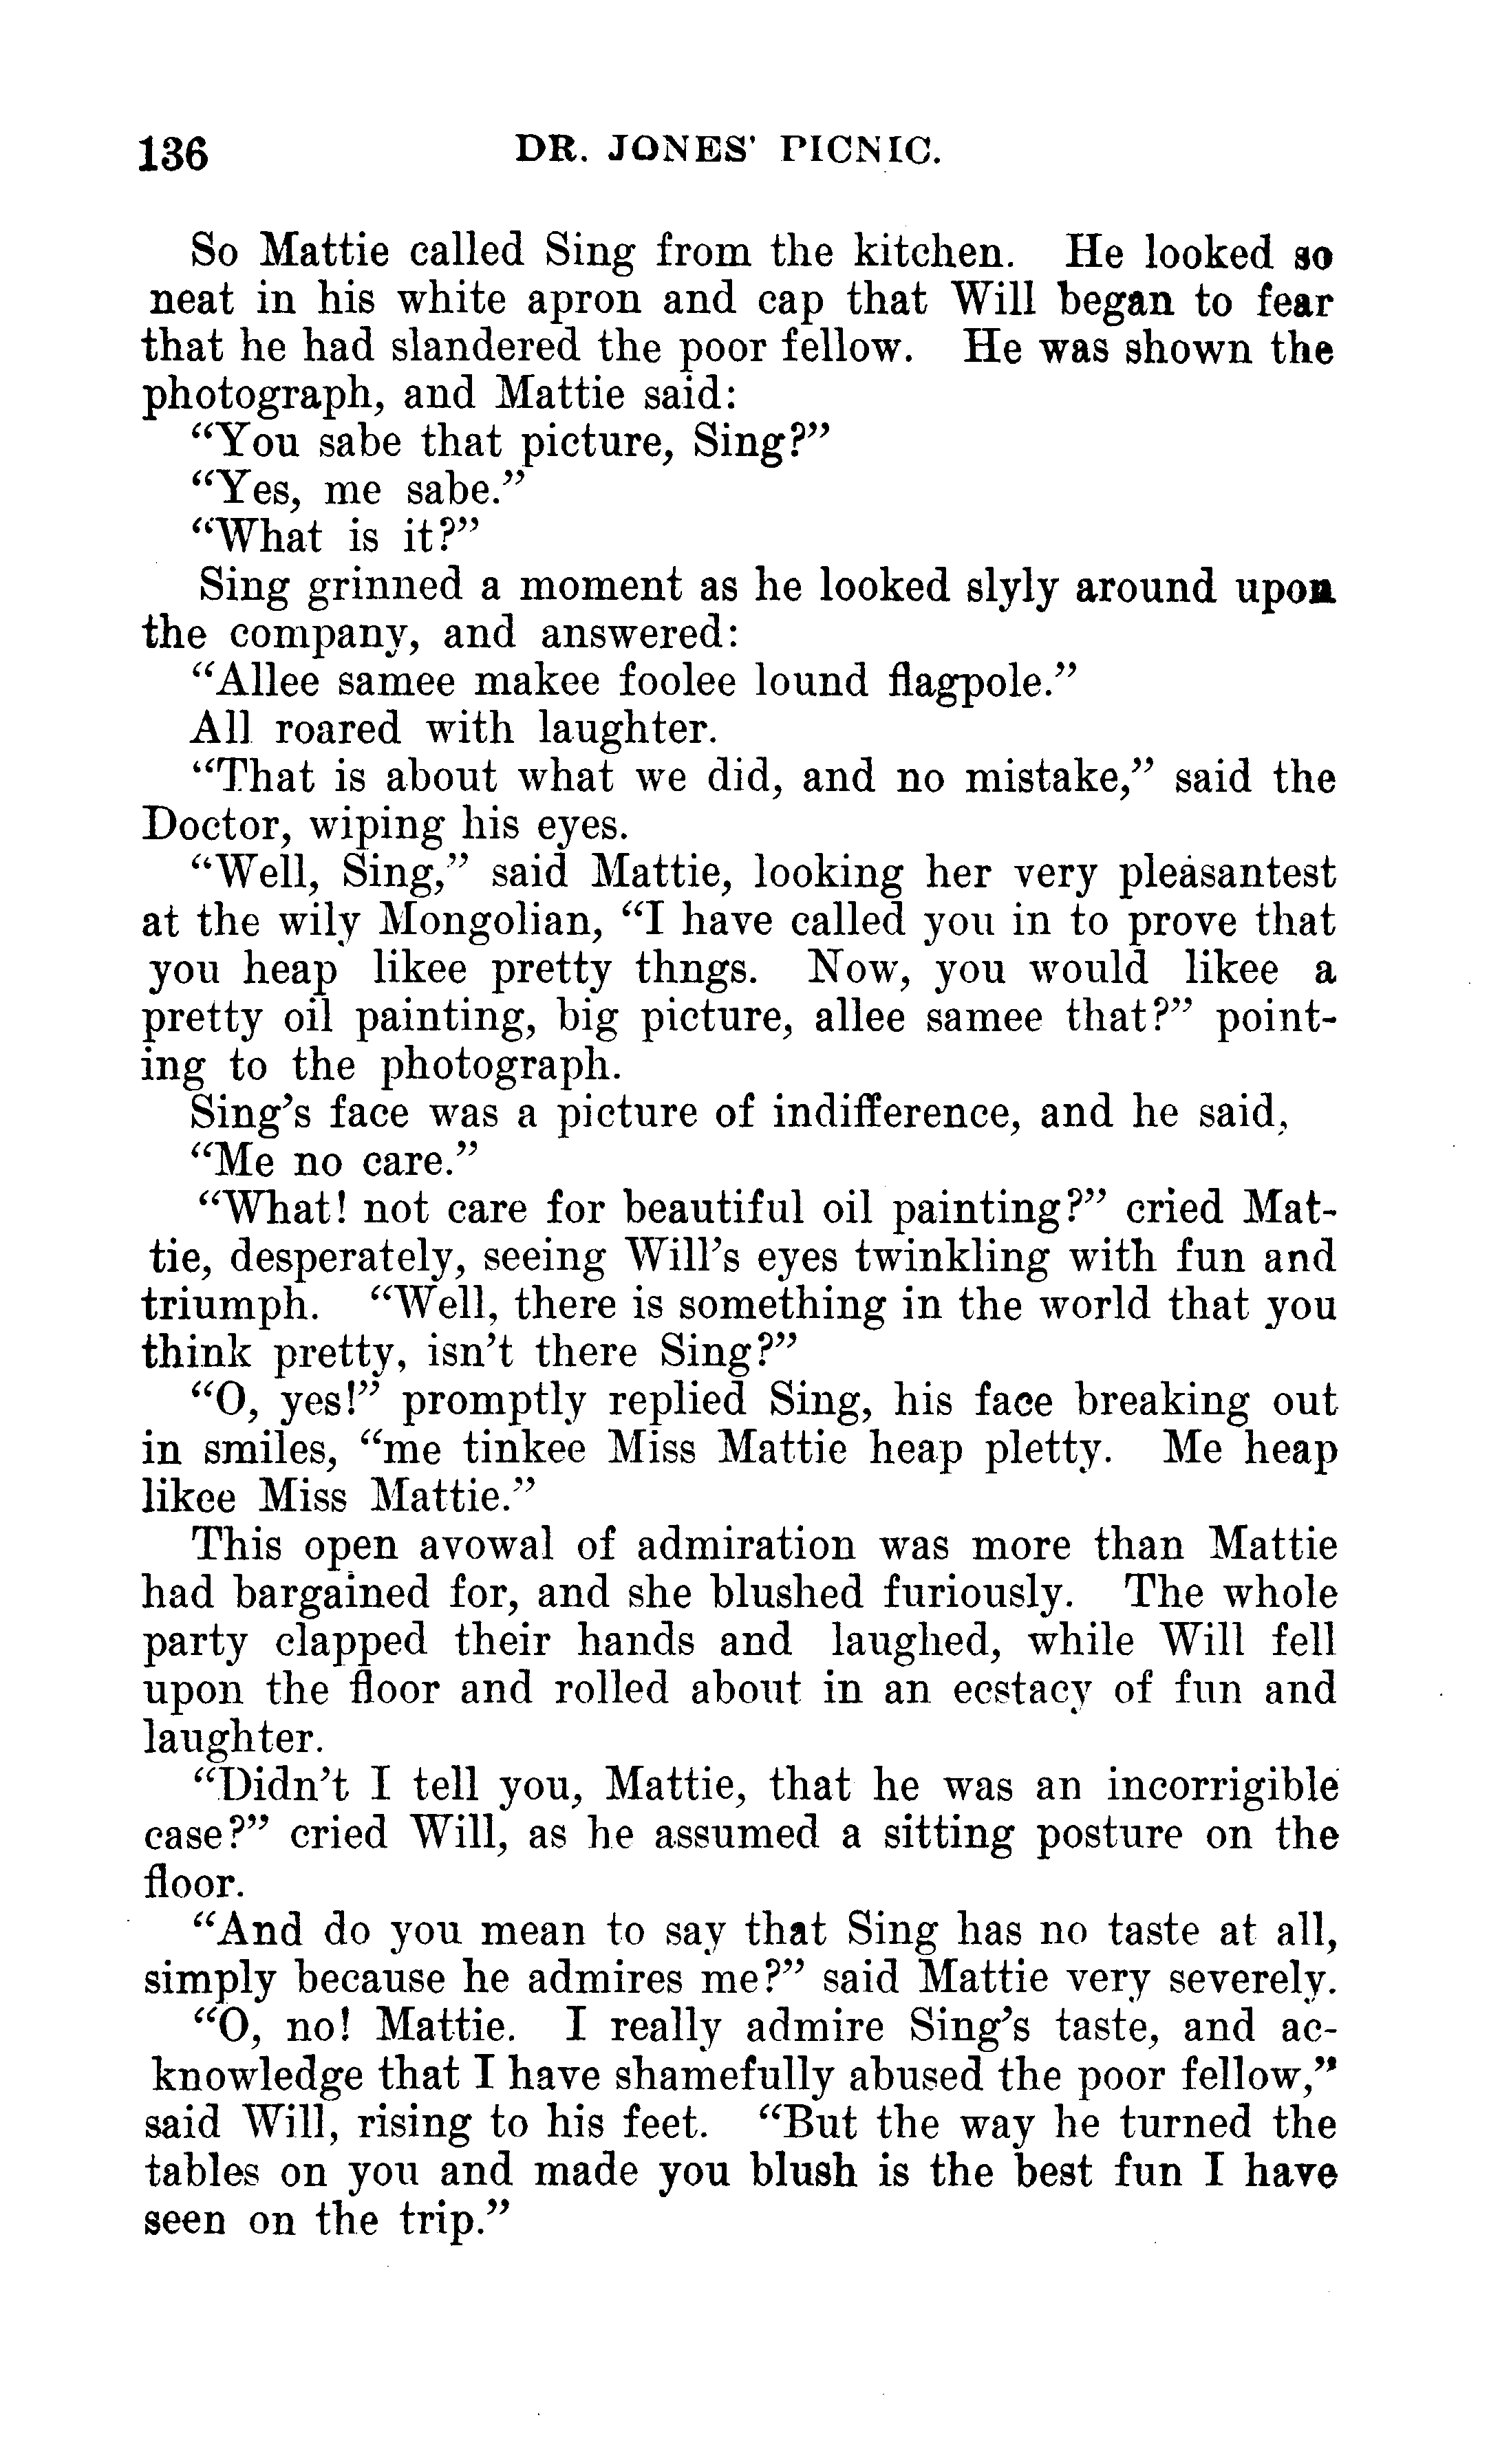 136 DR. JONES' PICNIC.
So Mattie called Sing from the kitchen. He looked so
neat in his white apron and cap that Will began to fear
that he had slandered the poor fellow. He was shown the
photograph, and Mattie said:
"You sabe that picture, Sing?"
"Yes, me sabe."
"What is it?"
Sing grinned a moment as he looked slyly around upon
the company, and answered:
"Allee samee makee foolee lound flagpole."
All roared with laughter.
"That is about what we did, and no mistake," said the
Doctor, wiping his eyes.
"Well, Sing," said Mattie, looking her very pleasantest
at the wily Mongolian, "I have called you in to prove that
you heap likee pretty thngs. Now, you would likee a
pretty oil painting, big picture, allee samee that?" point-
ing to the photograph.
Sing's face was a picture of indifference, and he said,
"Me no care."
"What! not care for beautiful oil painting?" cried Mat-
tie, desperately, seeing Will's eyes twinkling with fun and
triumph. "Well, there is something in the world that you
think pretty, isn't there Sing?"
"O, yes!" promptly replied Sing, his face breaking out
in smiles, "me tinkee Miss Mattie heap pletty. Me heap
likee Miss Mattie."
This open avowal of admiration was more than Mattie
had bargained for, and she blushed furiously. The whole
party clapped their hands and laughed, while Will fell
upon the floor and rolled about in an ecstacy of fun and
laughter.
"Didn't I tell you, Mattie, that he was an incorrigible
case?" cried Will, as he assumed a sitting posture on the
floor.
"And do you mean to say that Sing has no taste at all,
simply because he admires me?" said Mattie very severely.
"O, no! Mattie. I really admire Sing's taste, and ac-
knowledge that I have shamefully abused the poor fellow,"
said Will, rising to his feet. "But the way he turned the
tables on you and made you blush is the best fun I have
seen on the trip."